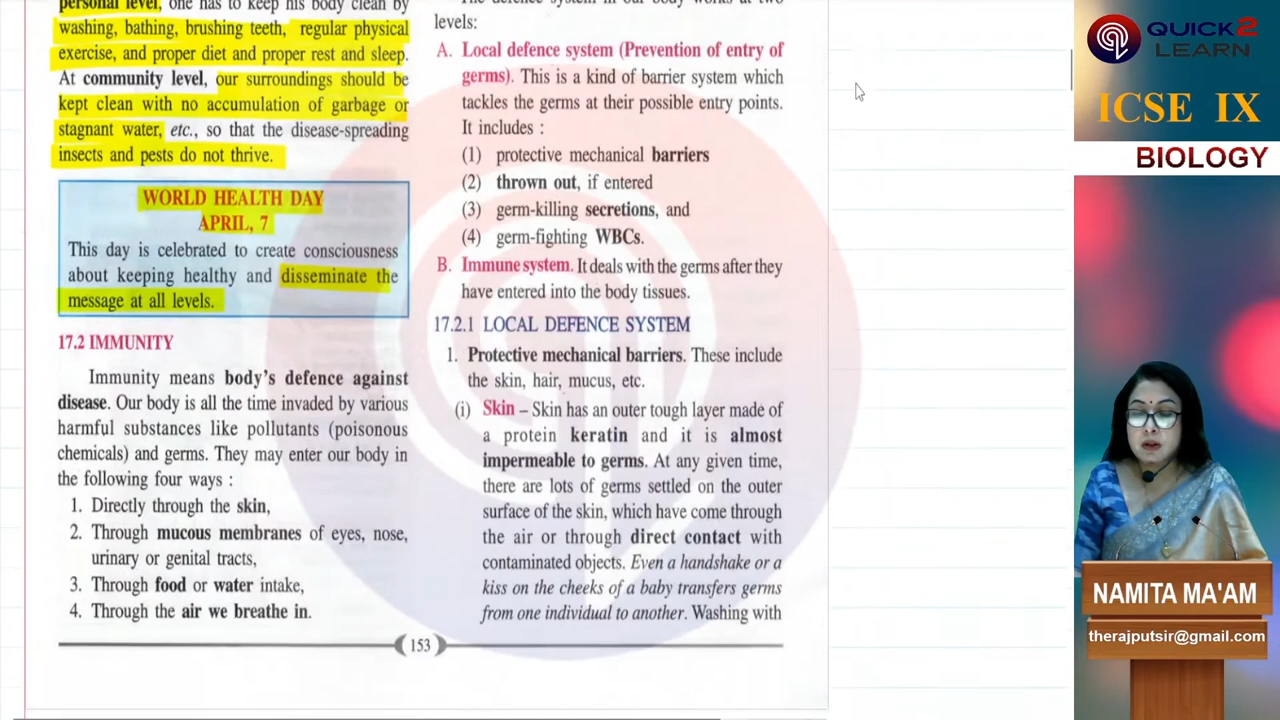 personal level, one has to keep his body clean by
washing, bathing, brushing teeth, regular physical
exercise, and proper diet and proper rest and sleep.
At community level, our surroundings should be
kept clean with no accumulation of garbage or
stagnant water, etc., so that the disease-spreading
insects and pests do not thrive.
WORLD HEALTH DAY
APRIL, 7
This day is celebrated to create consciousness
about keeping healthy and disseminate the
message at all levels.
17.2 IMMUNITY
Immunity means body's defence against
disease. Our body is all the time invaded by various
harmful substances like pollutants (poisonous
chemicals) and germs. They may enter our body in
the following four ways :
1. Directly through the skin,
2. Through mucous membranes of eyes, nose,
urinary or genital tracts,
3. Through food or water intake,
4. Through the air we breathe in.
The defence system in our body works at two
levels:
A. Local defence system (Prevention of entry of
germs). This is a kind of barrier system which
tackles the germs at their possible entry points.
It includes :
(1) protective mechanical barriers
(2) thrown out, if entered
(3) germ-killing secretions, and
(4) germ-fighting WBCs.
B. Immune system. It deals with the germs after they
have entered into the body tissues.
17.2.1 LOCAL DEFENCE SYSTEM
1. Protective mechanical barriers. These include
the skin, hair, mucus, etc.
(i) Skin – Skin has an outer tough layer made of
a protein keratin and it is almost
impermeable to germs. At any given time,
there are lots of germs settled on the outer
surface of the skin, which have come through
the air or through direct contact with
contaminated objects. Even a handshake or a
kiss on the cheeks of a baby transfers germs
from one individual to another. Washing with
153
QUICK2
LEARN
ICSE IX
BIOLOGY
NAMITA MA'AM
therajputsir@gmail.com